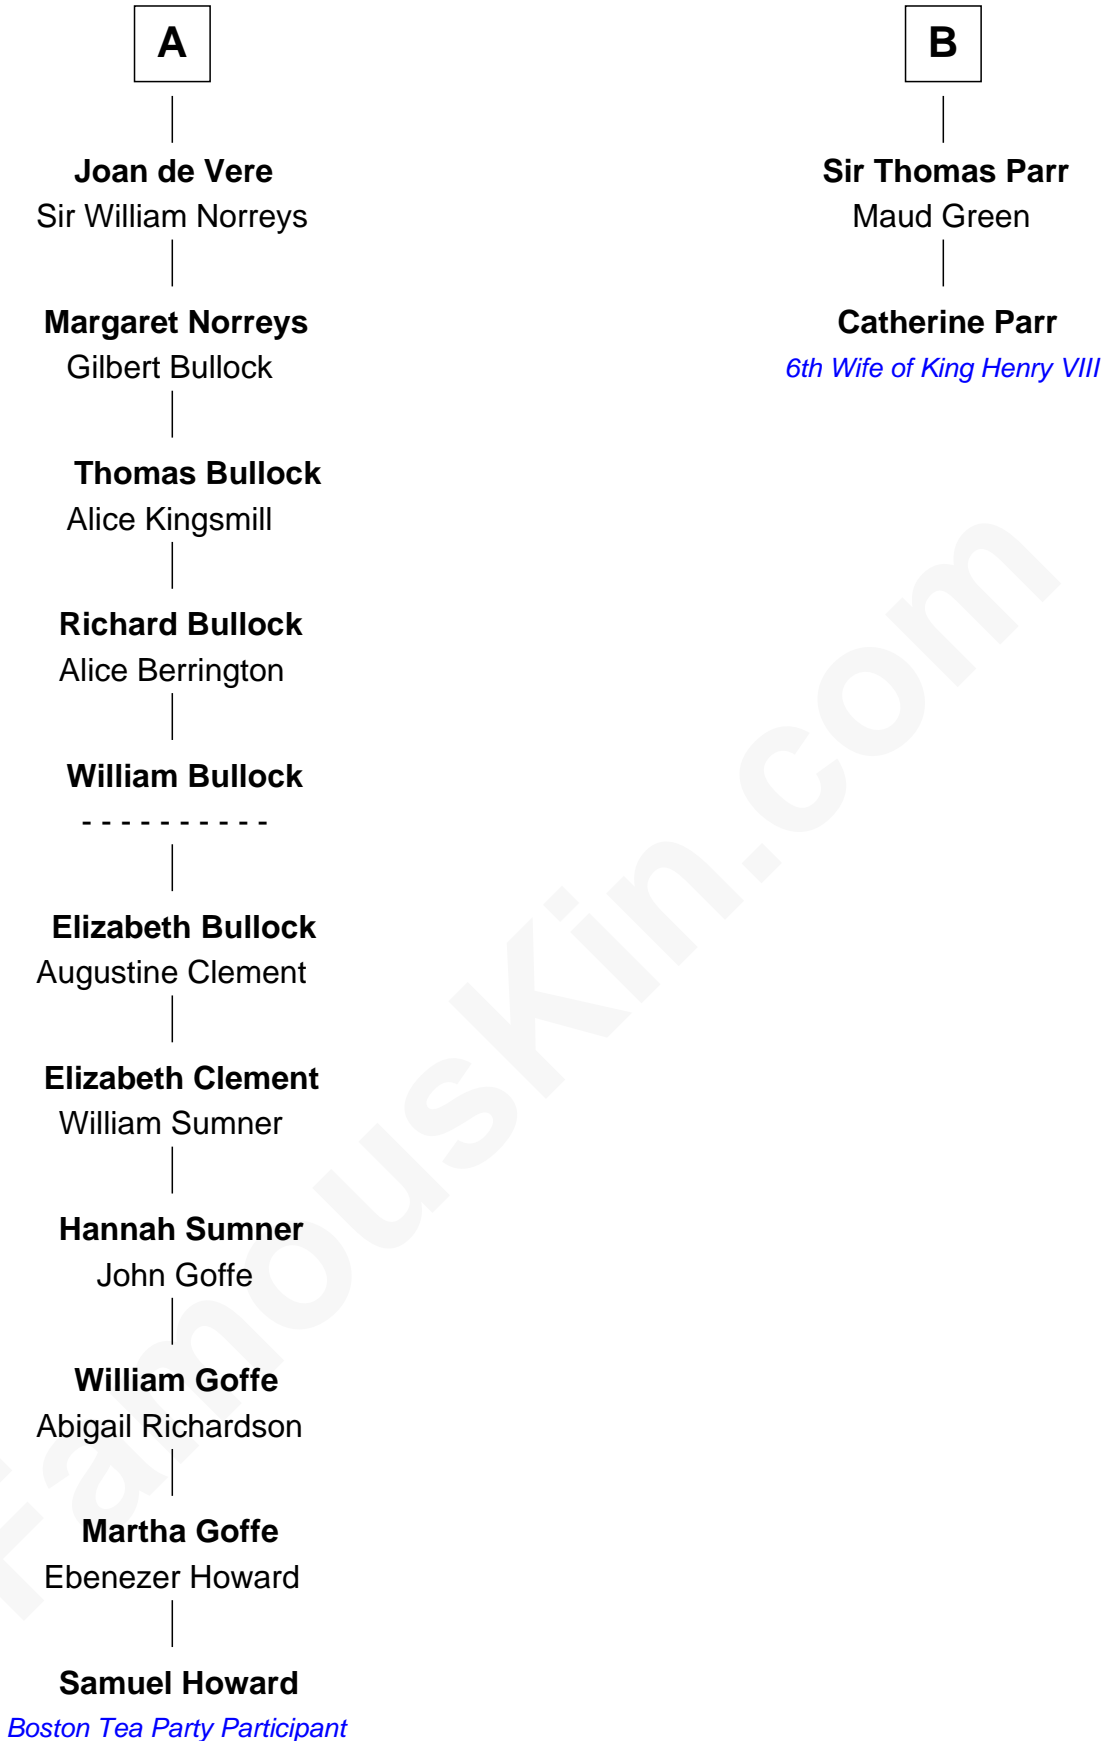 A
Joan de Vere
Sir William Norreys
Margaret Norreys
Gilbert Bullock
Thomas Bullock
Alice Kingsmill
Richard Bullock
Alice Berrington
William Bullock
- - - - - - - - - -
Elizabeth Bullock
Augustine Clement
Elizabeth Clement
William Sumner
Hannah Sumner
John Goffe
William Goffe
Abigail Richardson
Martha Goffe
Ebenezer Howard
Samuel Howard
Boston Tea Party Participant
B
Sir Thomas Parr
Maud Green
Catherine Parr
6th Wife of King Henry VIII
FamousKin.com